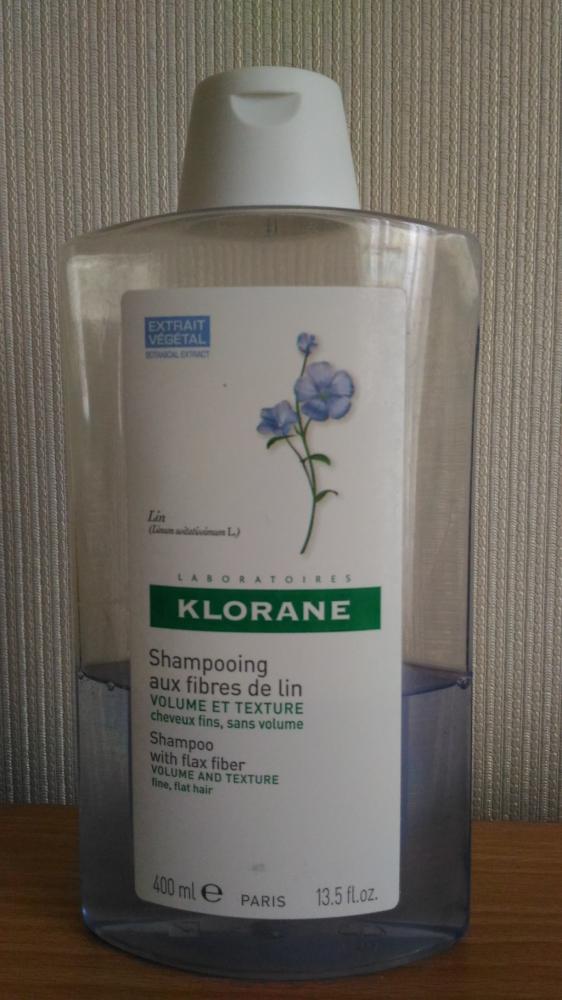 EXTRAIT
VÉGÉTAL
BOTANICAL EXTRACT
Lin
(Linum usitatissimum L.)
LABORATOIRES
KLORANE
Shampooing
aux fibres de lin
VOLUME ET TEXTURE
cheveux fins, sans volume
Shampoo
with flax fiber
VOLUME AND TEXTURE
fine, flat hair
400 ml e PARIS 13.5 fl.oz.